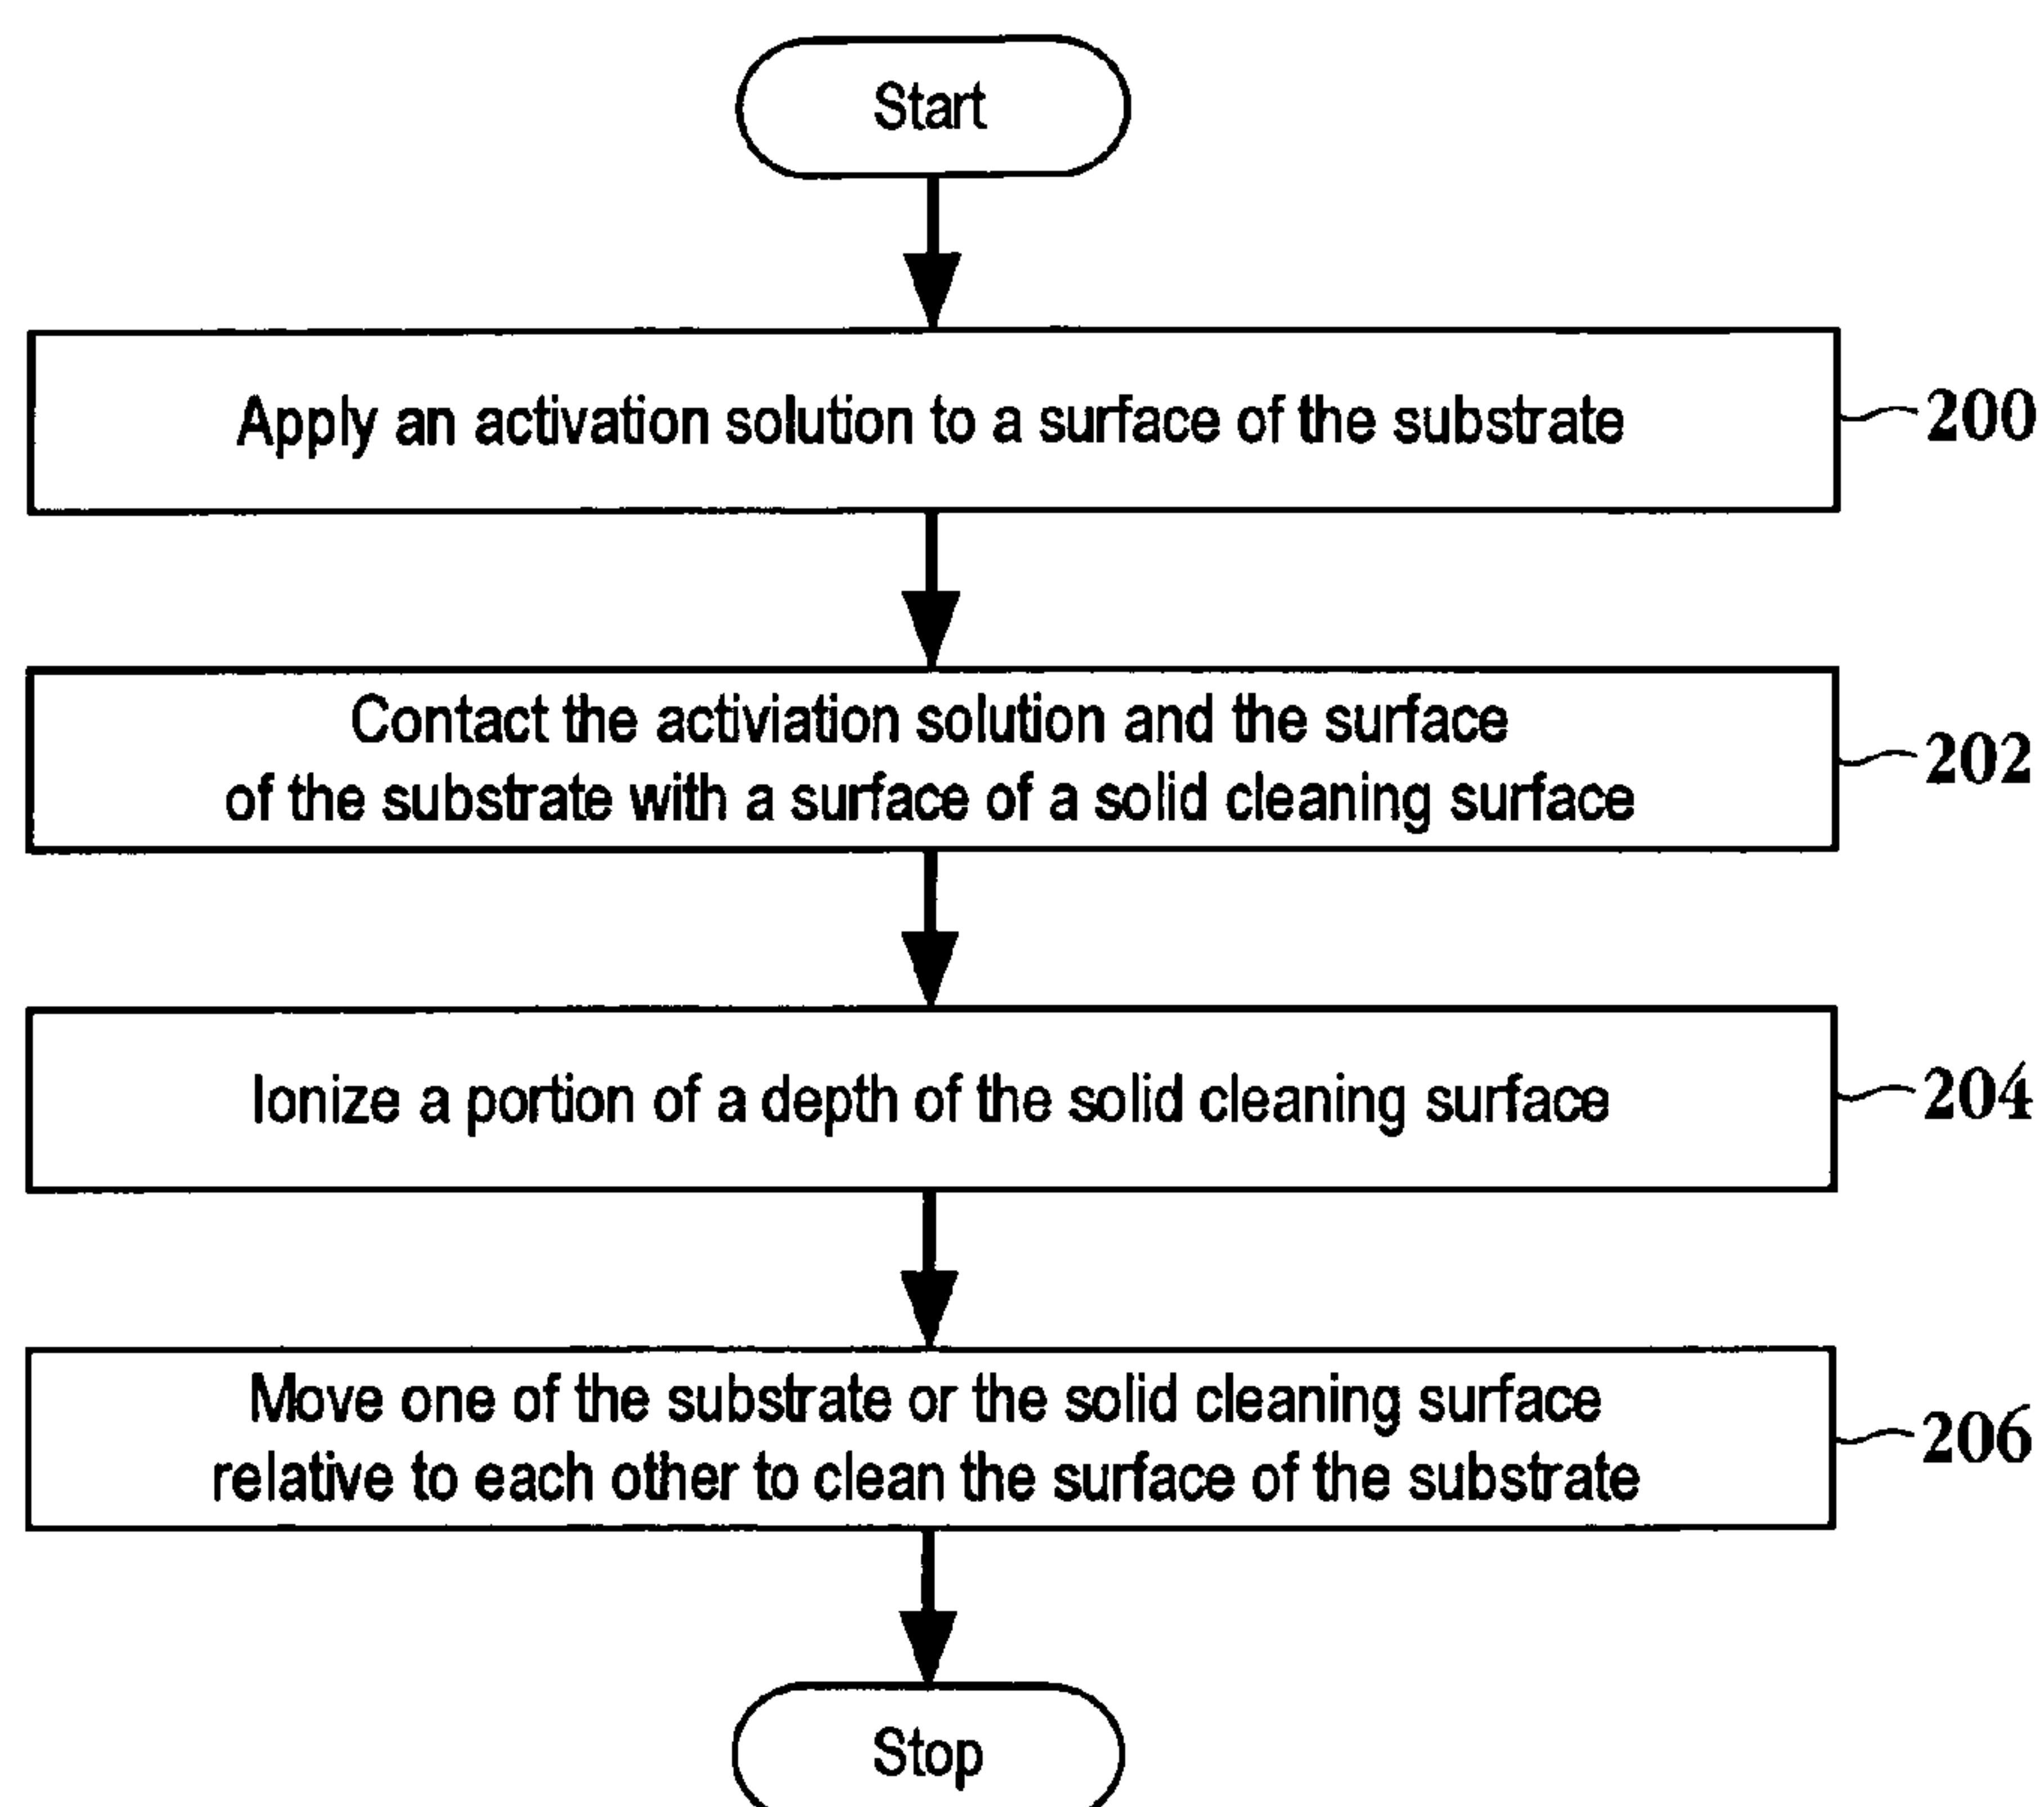 Start
Apply an activation solution to a surface of the substrate
200
Contact the activiation solution and the surface
of the substrate with a surface of a solid cleaning surface
202
Ionize a portion of a depth of the solid cleaning surface
204
Move one of the substrate or the solid cleaning surface
relative to each other to clean the surface of the substrate
206
Stop